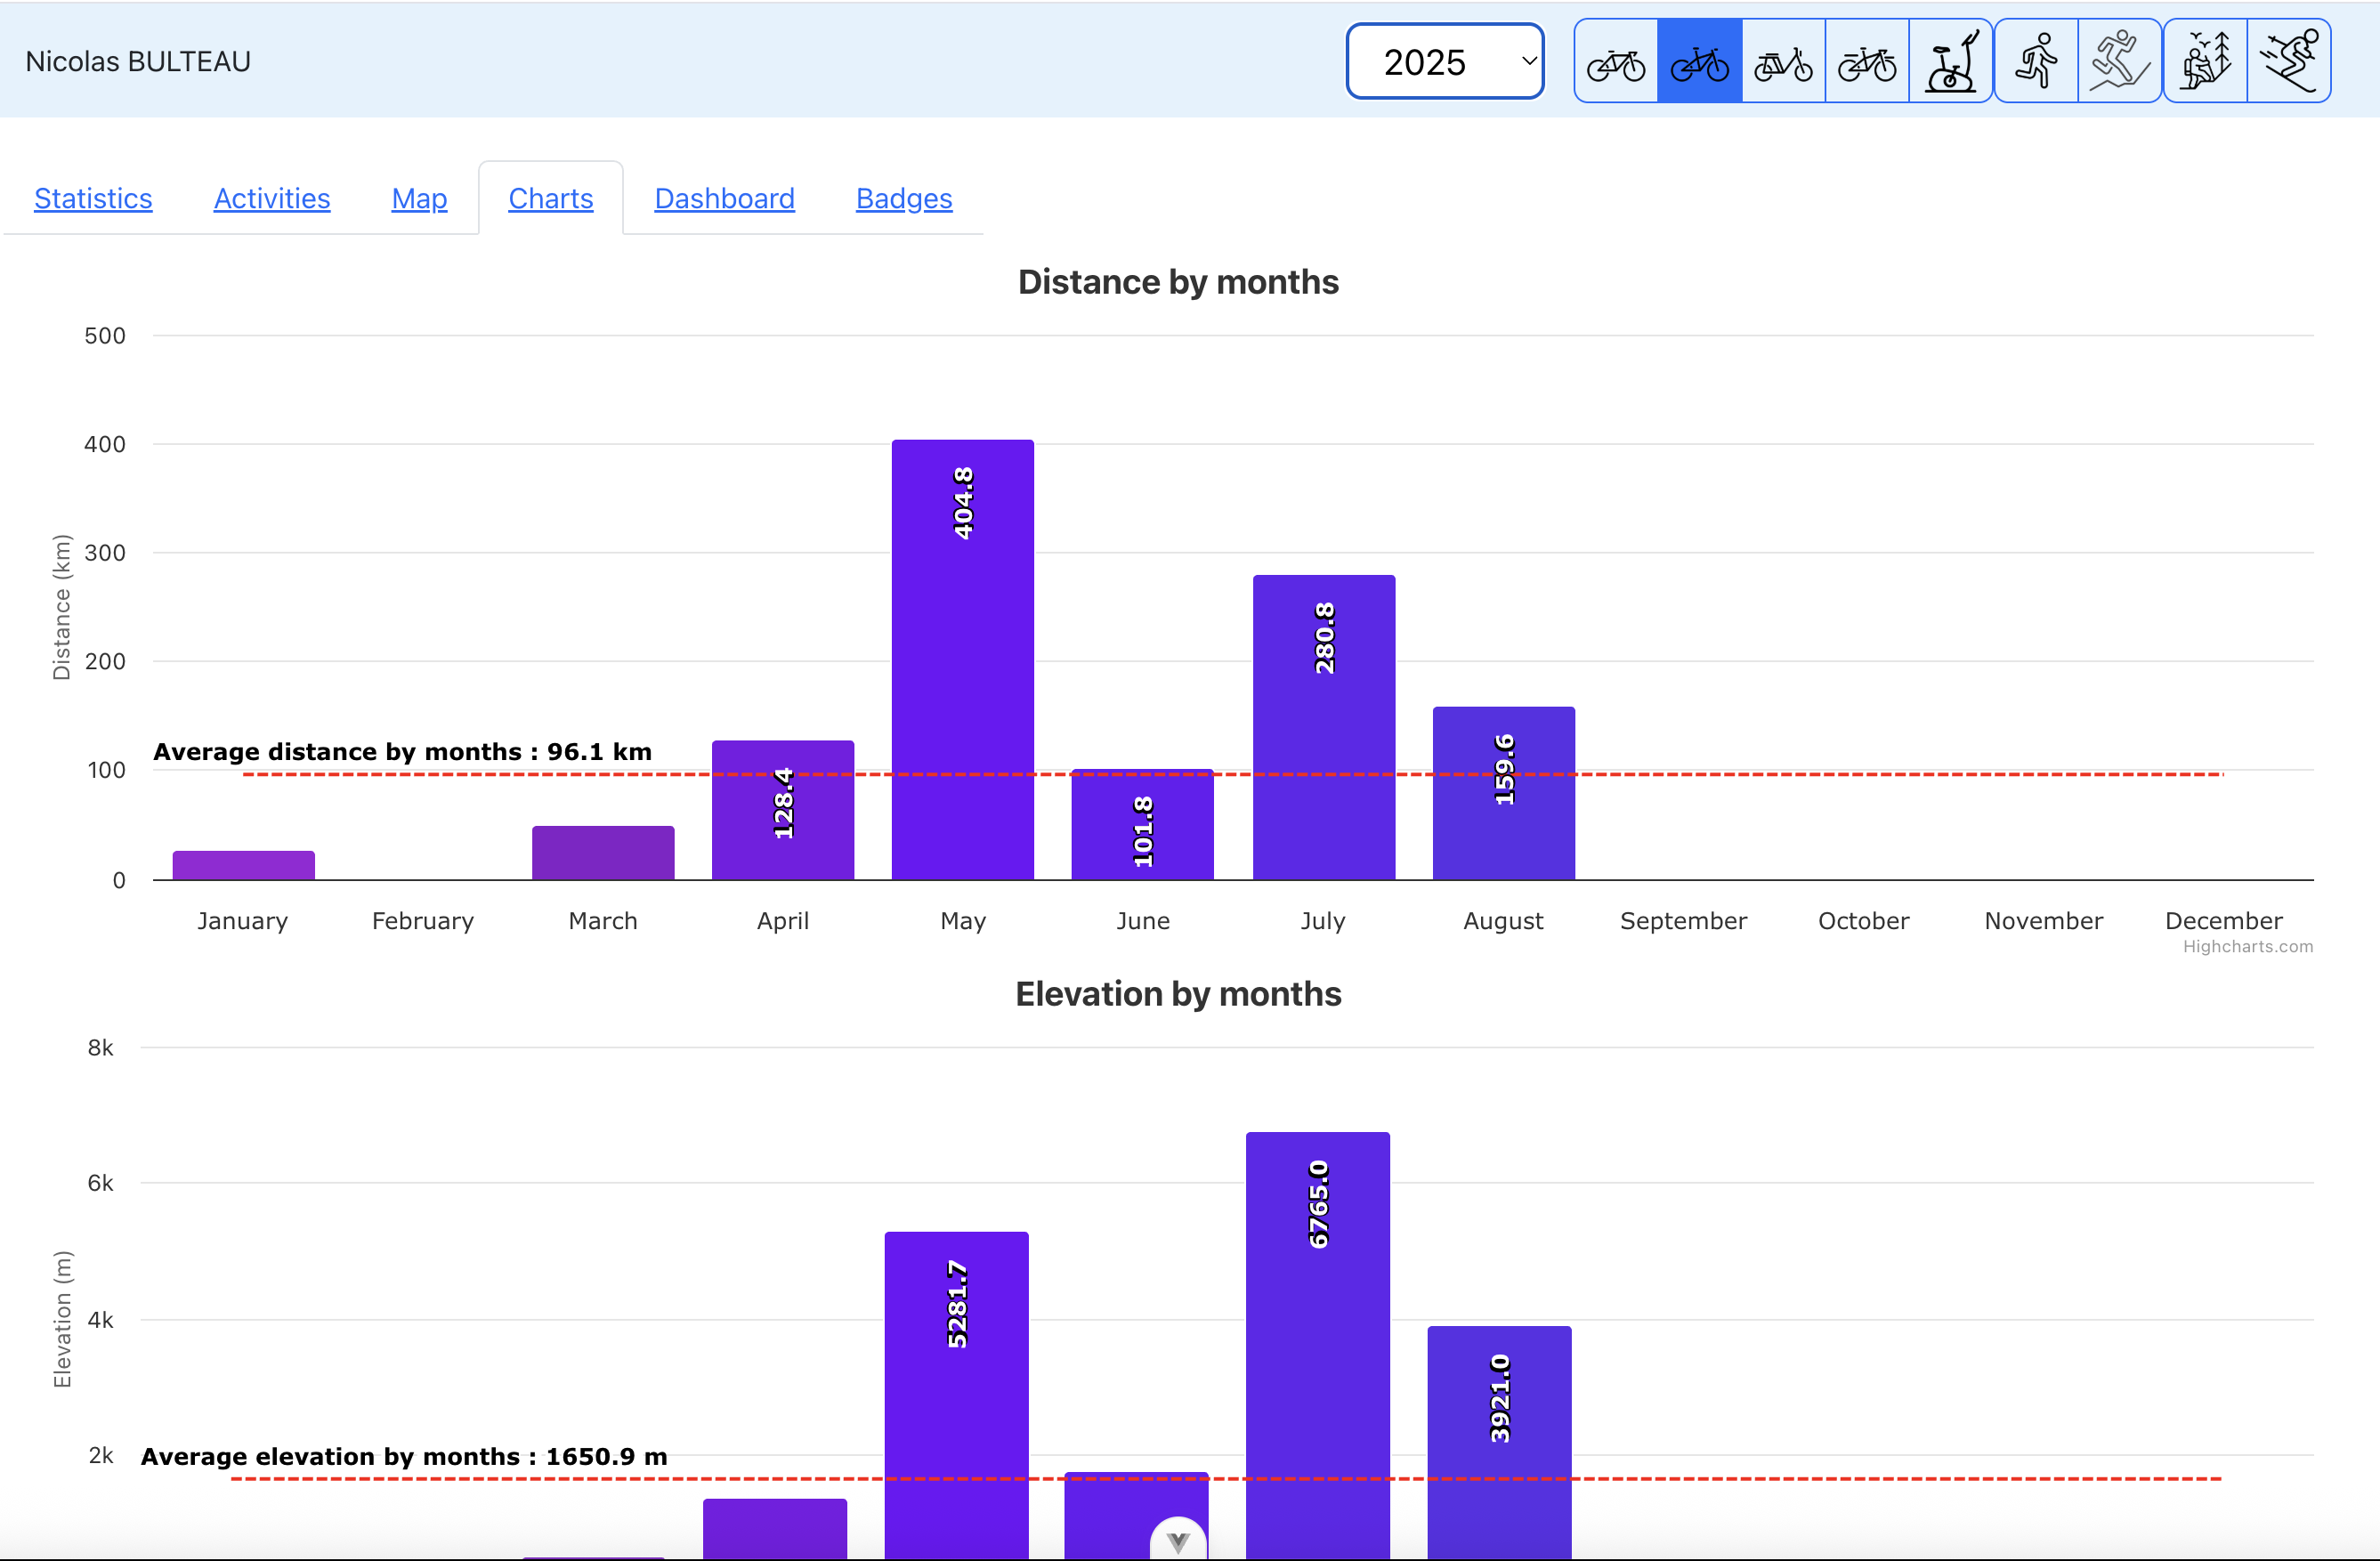 Nicolas BULTEAU
2025
Statistics Activities Map Charts Dashboard Badges
Distance by months
500
400
300
200
100
0
Distance (km)
Average distance by months : 96.1 km
128.4
404.8
101.8
280.8
159.6
January February March April May June July August September October November December
Highcharts.com
Elevation by months
8k
6k
4k
2k
Elevation (m)
Average elevation by months : 1650.9 m
5281.7
6765.0
3921.0